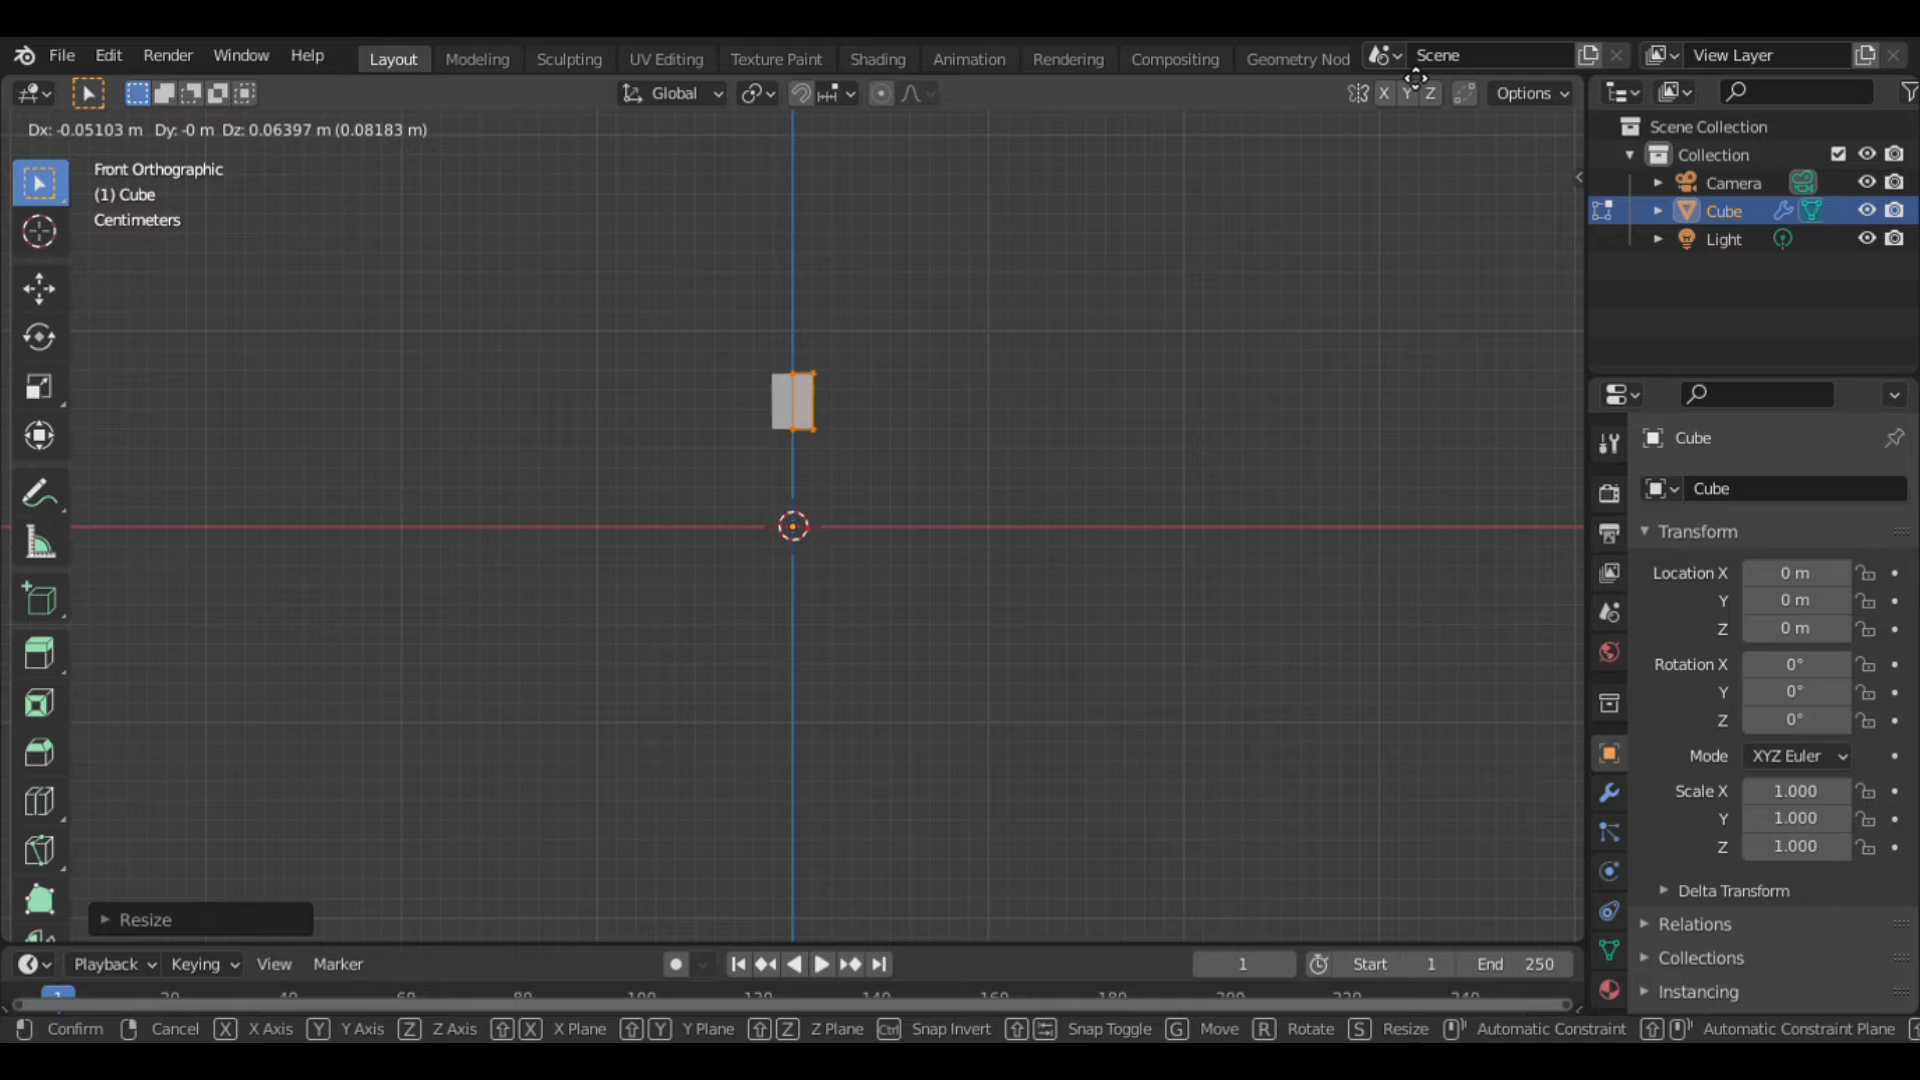 File Edit Render Window Help Layout Modeling Sculpting UV Editing Texture Paint Shading Animation Rendering Compositing Geometry Nod Scene View Layer
Global X Y Z Options
Dx: -0.05103 m Dy: -0 m Dz: 0.06397 m (0.08183 m)
Front Orthographic
(1) Cube
Centimeters
Resize
Scene Collection
Collection
Camera
Cube
Light
Cube
Cube
Transform
Location X 0 m
Y 0 m
Z 0 m
Rotation X 0°
Y 0°
Z 0°
Mode XYZ Euler
Scale X 1.000
Y 1.000
Z 1.000
Delta Transform
Relations
Collections
Instancing
Playback Keying View Marker 1 Start 1 End 250
1
Confirm Cancel X X Axis Y Y Axis Z Z Axis X X Plane Y Y Plane Z Z Plane Ctrl Snap Invert Snap Toggle G Move R Rotate S Resize Automatic Constraint Automatic Constraint Plane